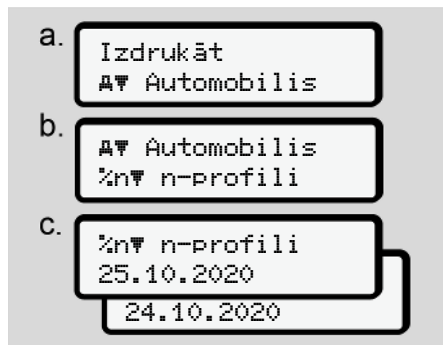 a.
Izdrukāt
Automobilis
b.
Automobilis
%n▼ n-profili
c.
%n▼ n-profili
25.10.2020
24.10.2020